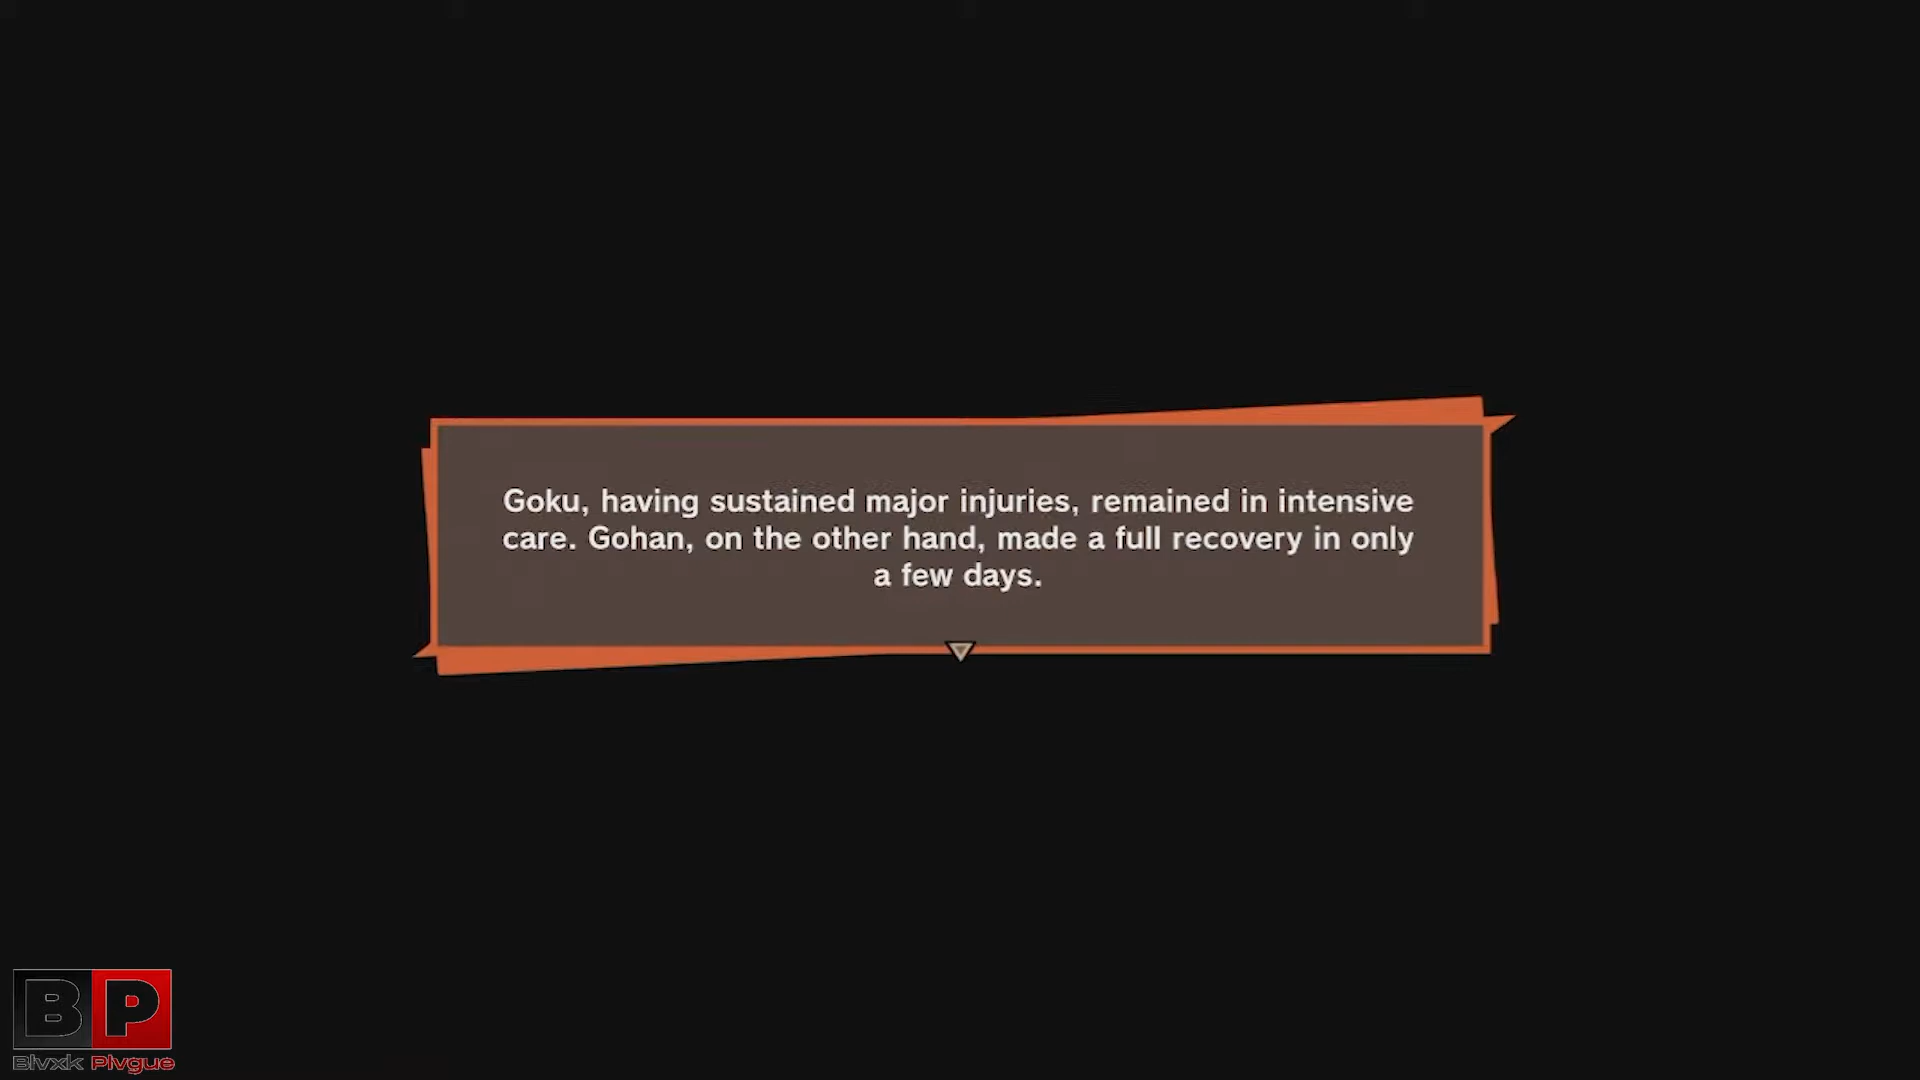 Goku, having sustained major injuries, remained in intensive
care. Gohan, on the other hand, made a full recovery in only
a few days.
BP
Blvxk Plvgue